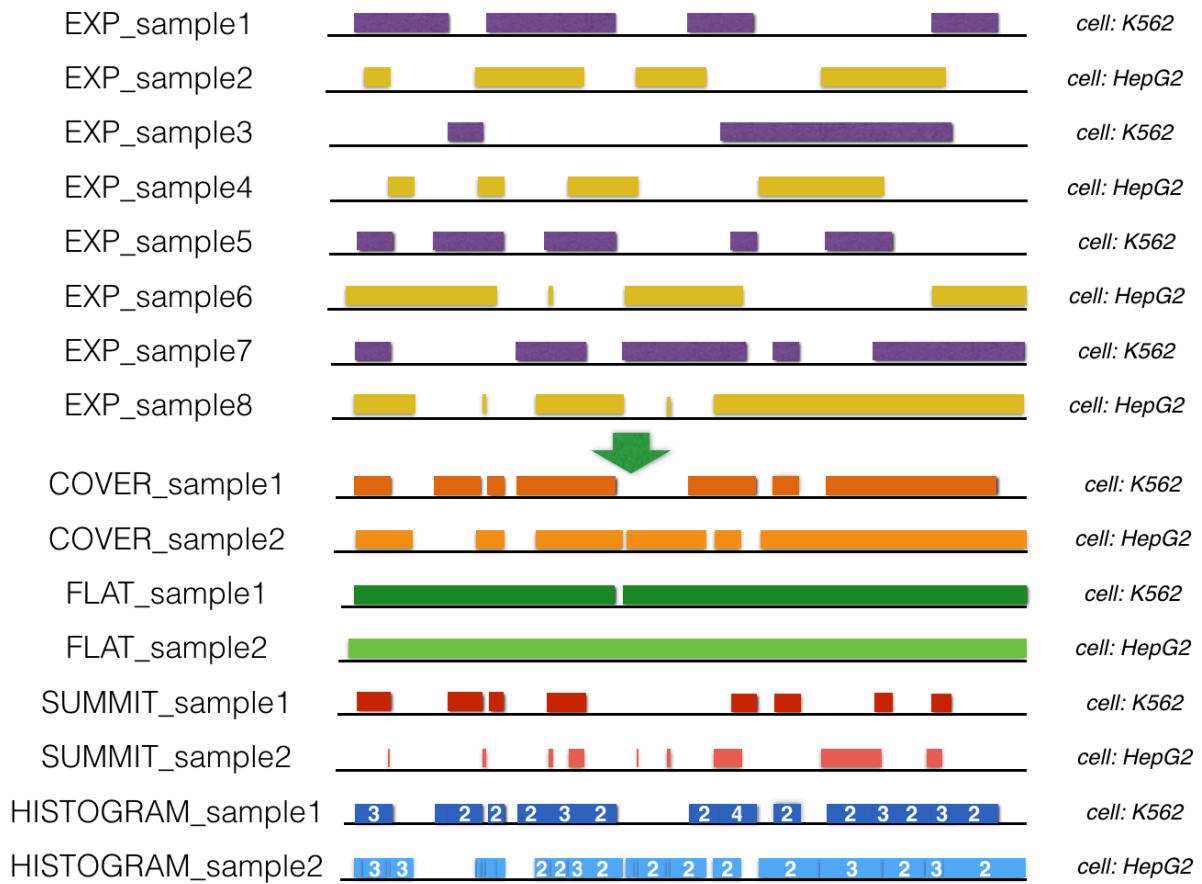 EXP_sample1 cell: K562
EXP_sample2 cell: HepG2
EXP_sample3 cell: K562
EXP_sample4 cell: HepG2
EXP_sample5 cell: K562
EXP_sample6 cell: HepG2
EXP_sample7 cell: K562
EXP_sample8 cell: HepG2
COVER_sample1 cell: K562
COVER_sample2 cell: HepG2
FLAT_sample1 cell: K562
FLAT_sample2 cell: HepG2
SUMMIT_sample1 cell: K562
SUMMIT_sample2 cell: HepG2
HISTOGRAM_sample1 3 2 2 2 3 2 2 4 2 2 3 2 3 2 cell: K562
HISTOGRAM_sample2 3 3 2 2 3 2 2 2 2 2 3 2 3 2 cell: HepG2